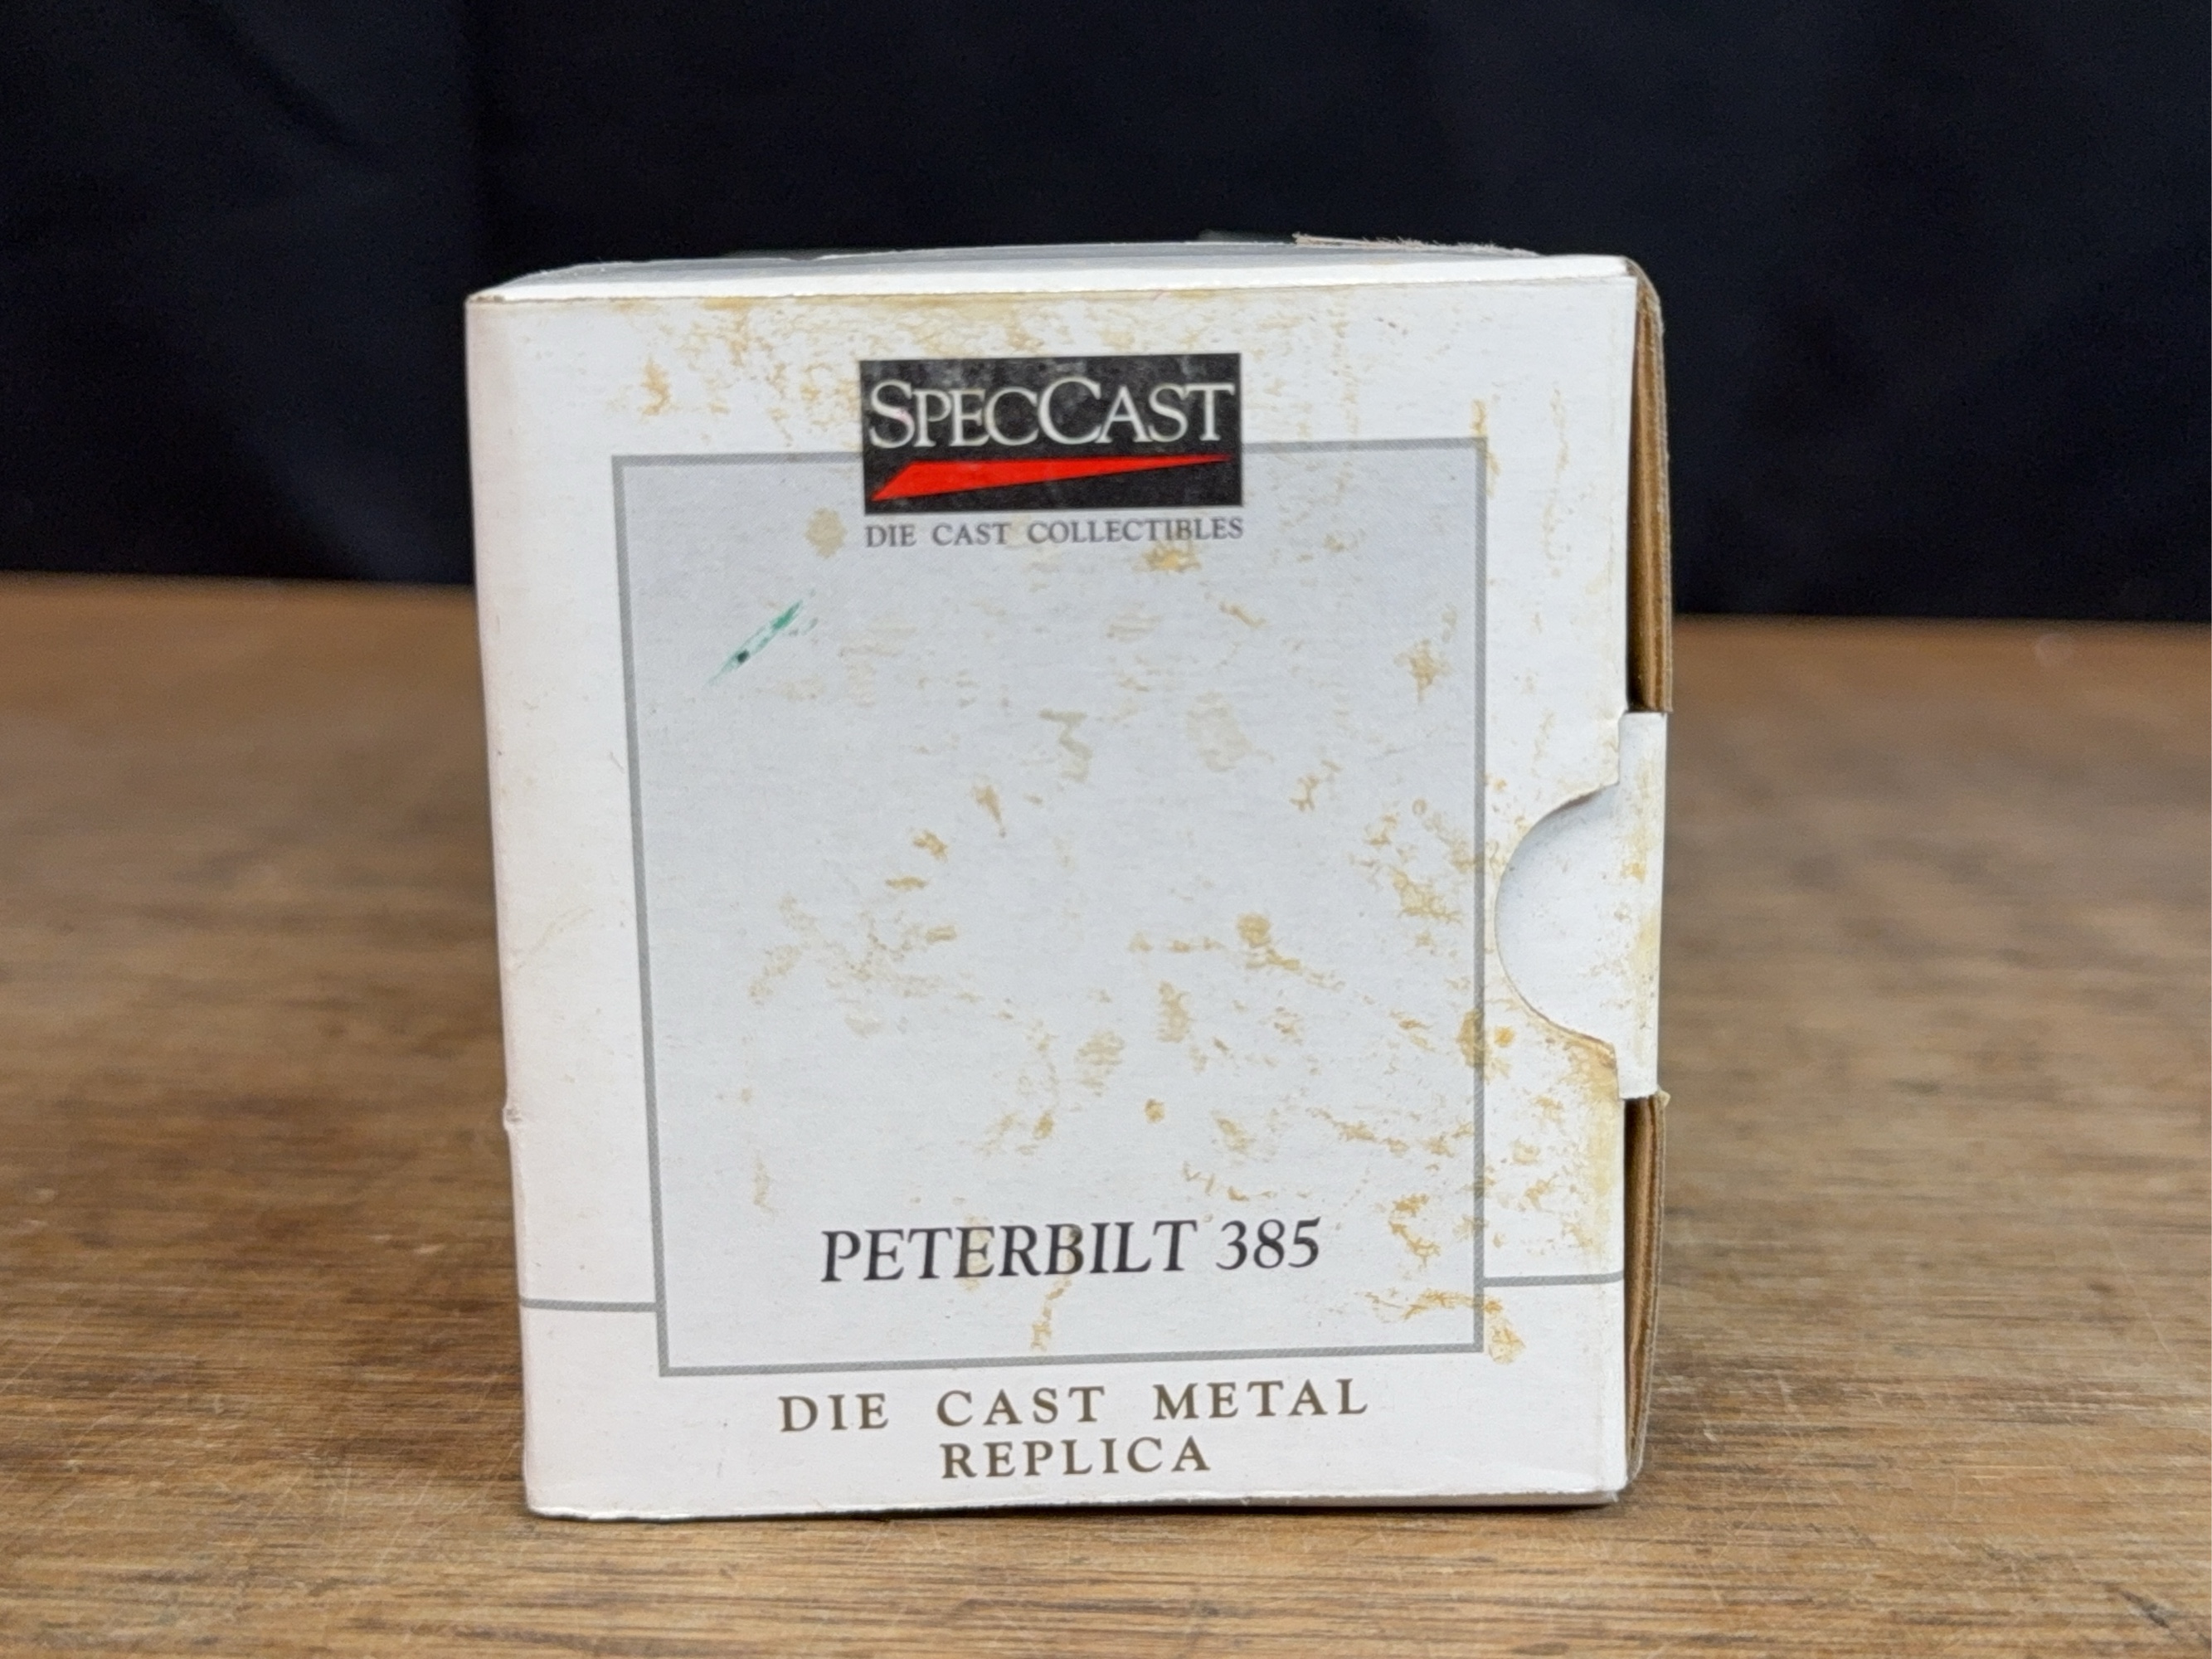 SPECCAST
DIE CAST COLLECTIBLES
PETERBILT 385
DIE CAST METAL
REPLICA